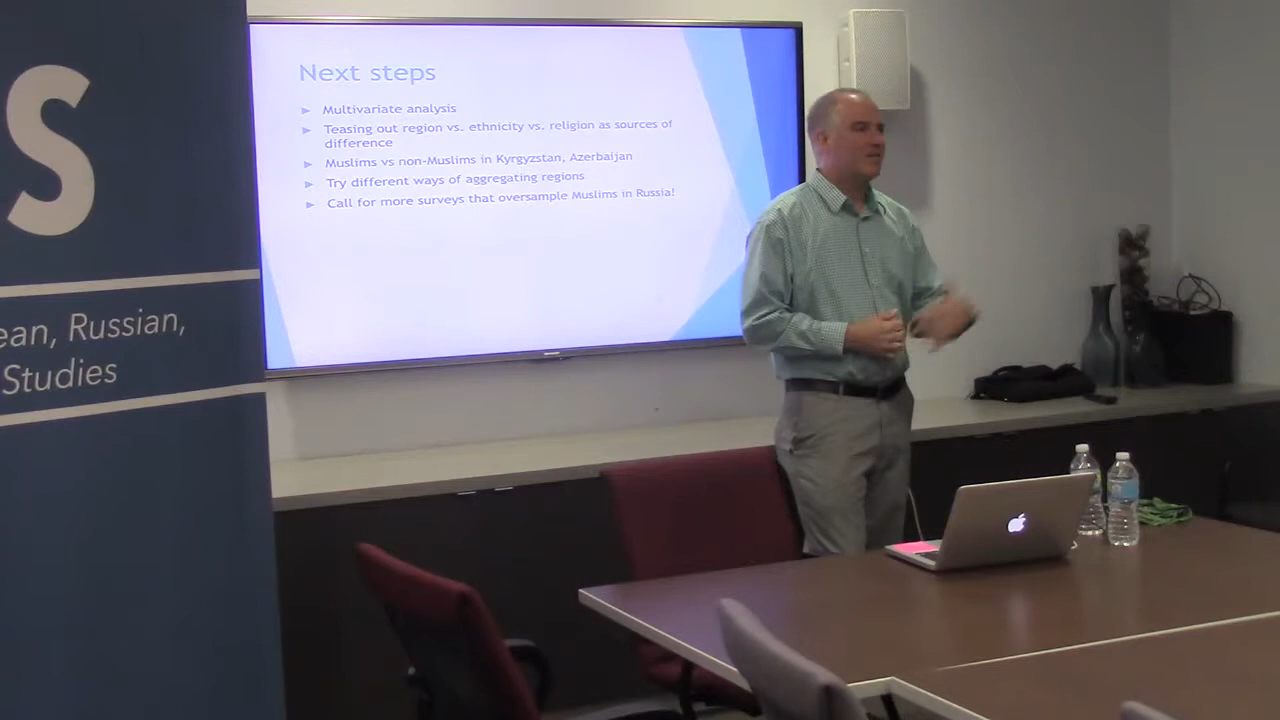 S
ean, Russian,
Studies
Next steps
Multivariate analysis
Teasing out region vs. ethnicity vs. religion as sources of
difference
Muslims vs non-Muslims in Kyrgyzstan, Azerbaijan
Try different ways of aggregating regions
Call for more surveys that oversample Muslims in Russia!